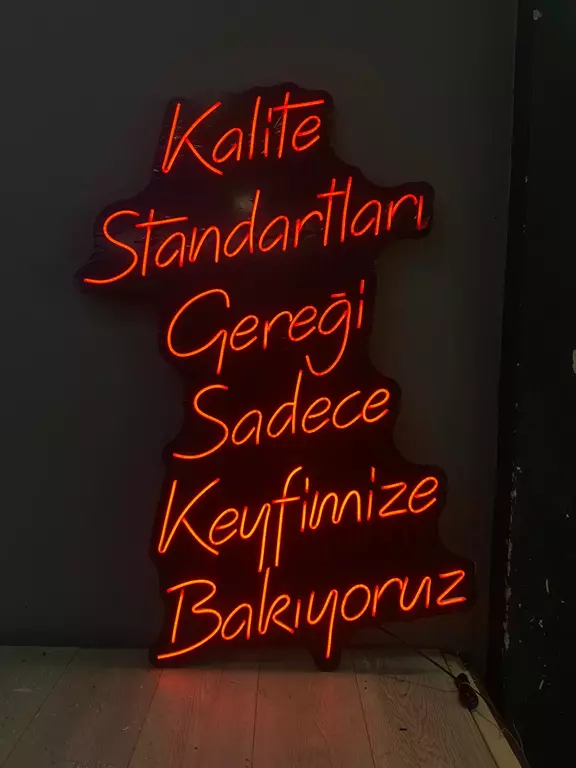 Kalite
Standartları
Gereği
Sadece
Keyfimize
Bakıyoruz